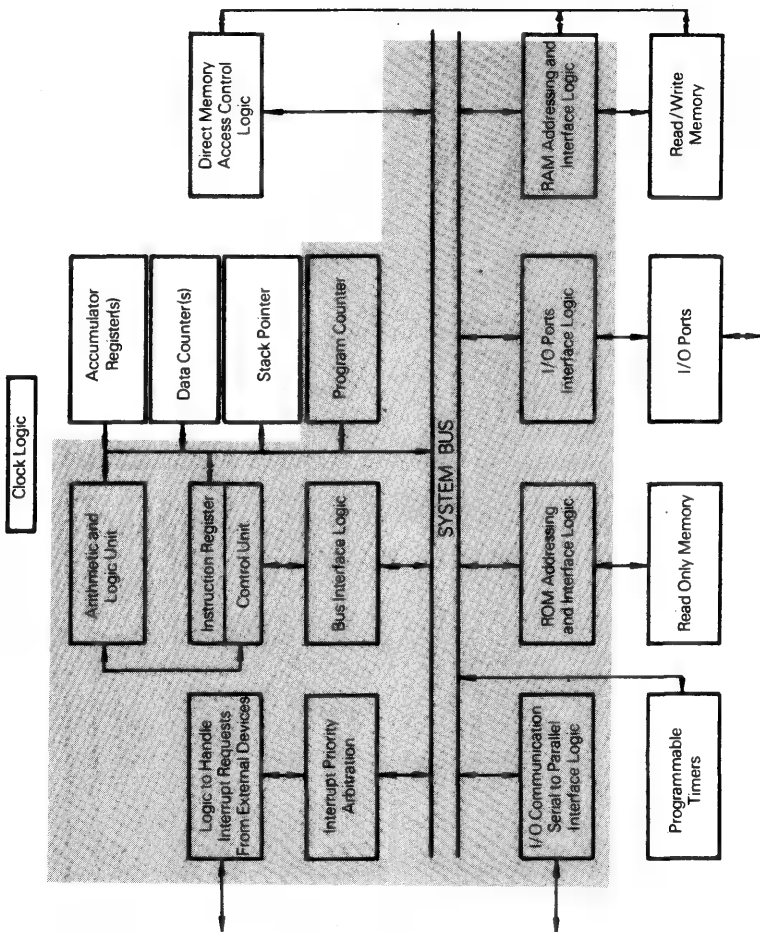 Clock Logic
Arithmetic and
Logic Unit
Accumulator
Register(s)
Data Counter(s)
Stack Pointer
Program Counter
Instruction Register
Control Unit
Bus Interface Logic
Logic to Handle
Interrupt Requests
From External Devices
Interrupt Priority
Arbitration
Direct Memory
Access Control
Logic
SYSTEM BUS
I/O Communication
Serial to Parallel
Interface Logic
ROM Addressing
and Interface Logic
I/O Ports
Interface Logic
RAM Addressing and
Interface Logic
Programmable
Timers
Read Only Memory
I/O Ports
Read/Write
Memory